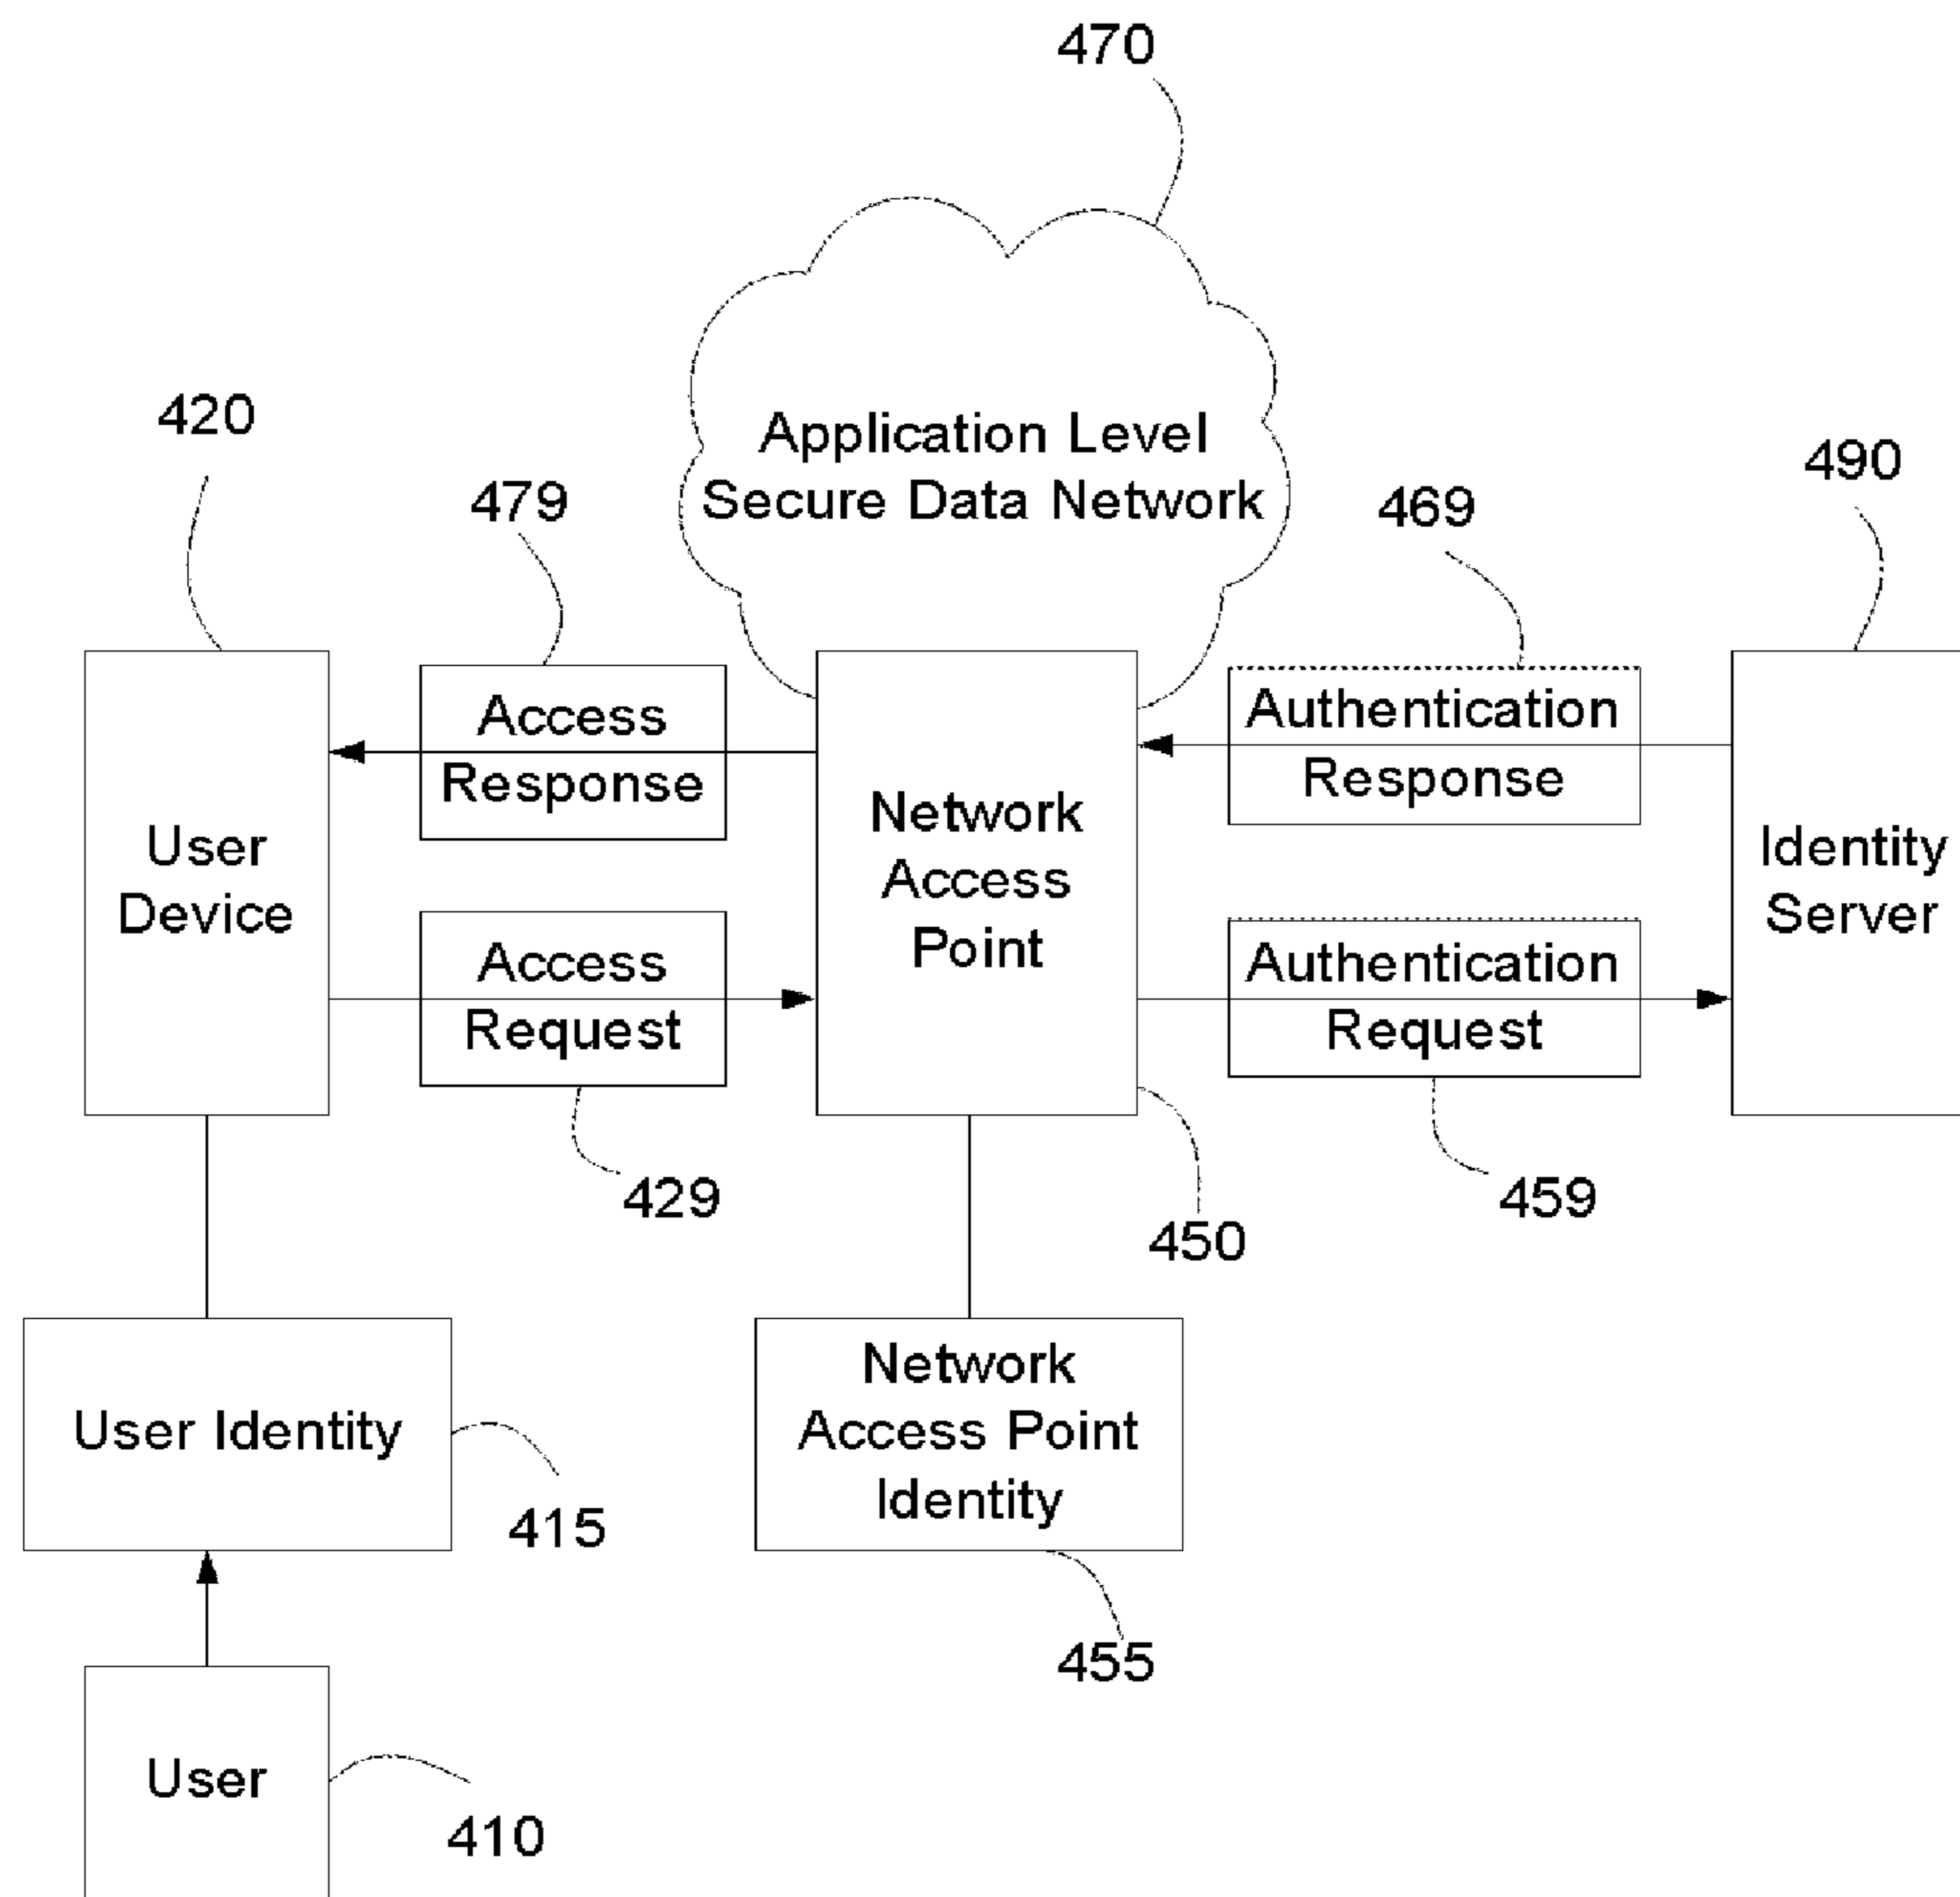 470
Application Level
Secure Data Network
420
479
469
490
User
Device
Access
Response
Network
Access
Point
Authentication
Response
Identity
Server
Access
Request
Authentication
Request
429
450
459
User Identity
415
Network
Access Point
Identity
455
User
410